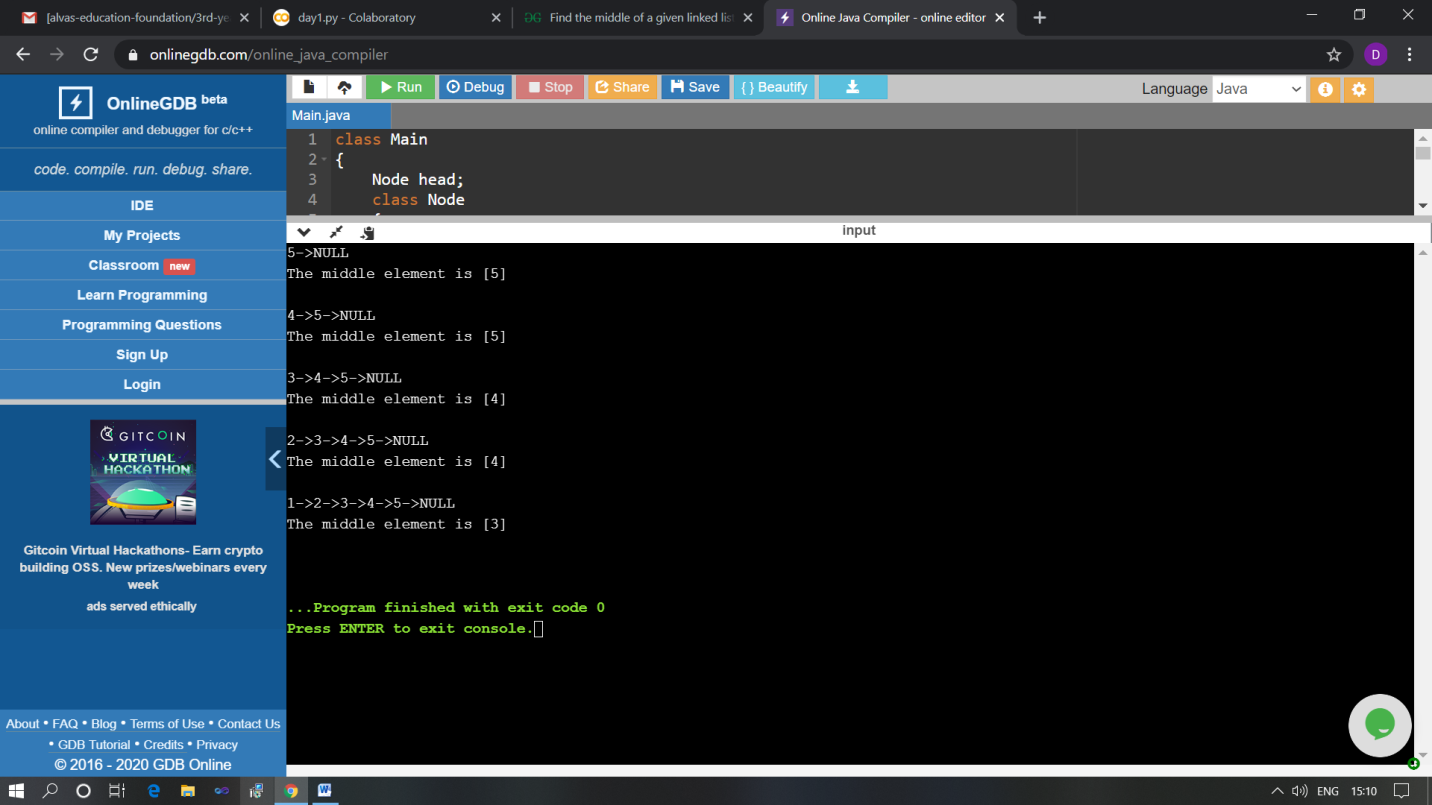 [alvas-education-foundation/3rd-ye
day1.py - Colaboratory
Find the middle of a given linked list
Online Java Compiler - online editor
onlinegdb.com/online_java_compiler
D
OnlineGDB beta
online compiler and debugger for c/c++
code. compile. run. debug. share.
IDE
My Projects
Classroom new
Learn Programming
Programming Questions
Sign Up
Login
GITCOIN
VIRTUAL
HACKATHON
Gitcoin Virtual Hackathons- Earn crypto
building OSS. New prizes/webinars every
week
ads served ethically
About • FAQ • Blog • Terms of Use • Contact Us
• GDB Tutorial • Credits • Privacy
© 2016 - 2020 GDB Online
Run Debug Stop Share Save { } Beautify
Language Java
Main.java
1 class Main
2 {
3 Node head;
4 class Node
input
5->NULL
The middle element is [5]
4->5->NULL
The middle element is [5]
3->4->5->NULL
The middle element is [4]
2->3->4->5->NULL
The middle element is [4]
1->2->3->4->5->NULL
The middle element is [3]
...Program finished with exit code 0
Press ENTER to exit console.
ENG 15:10